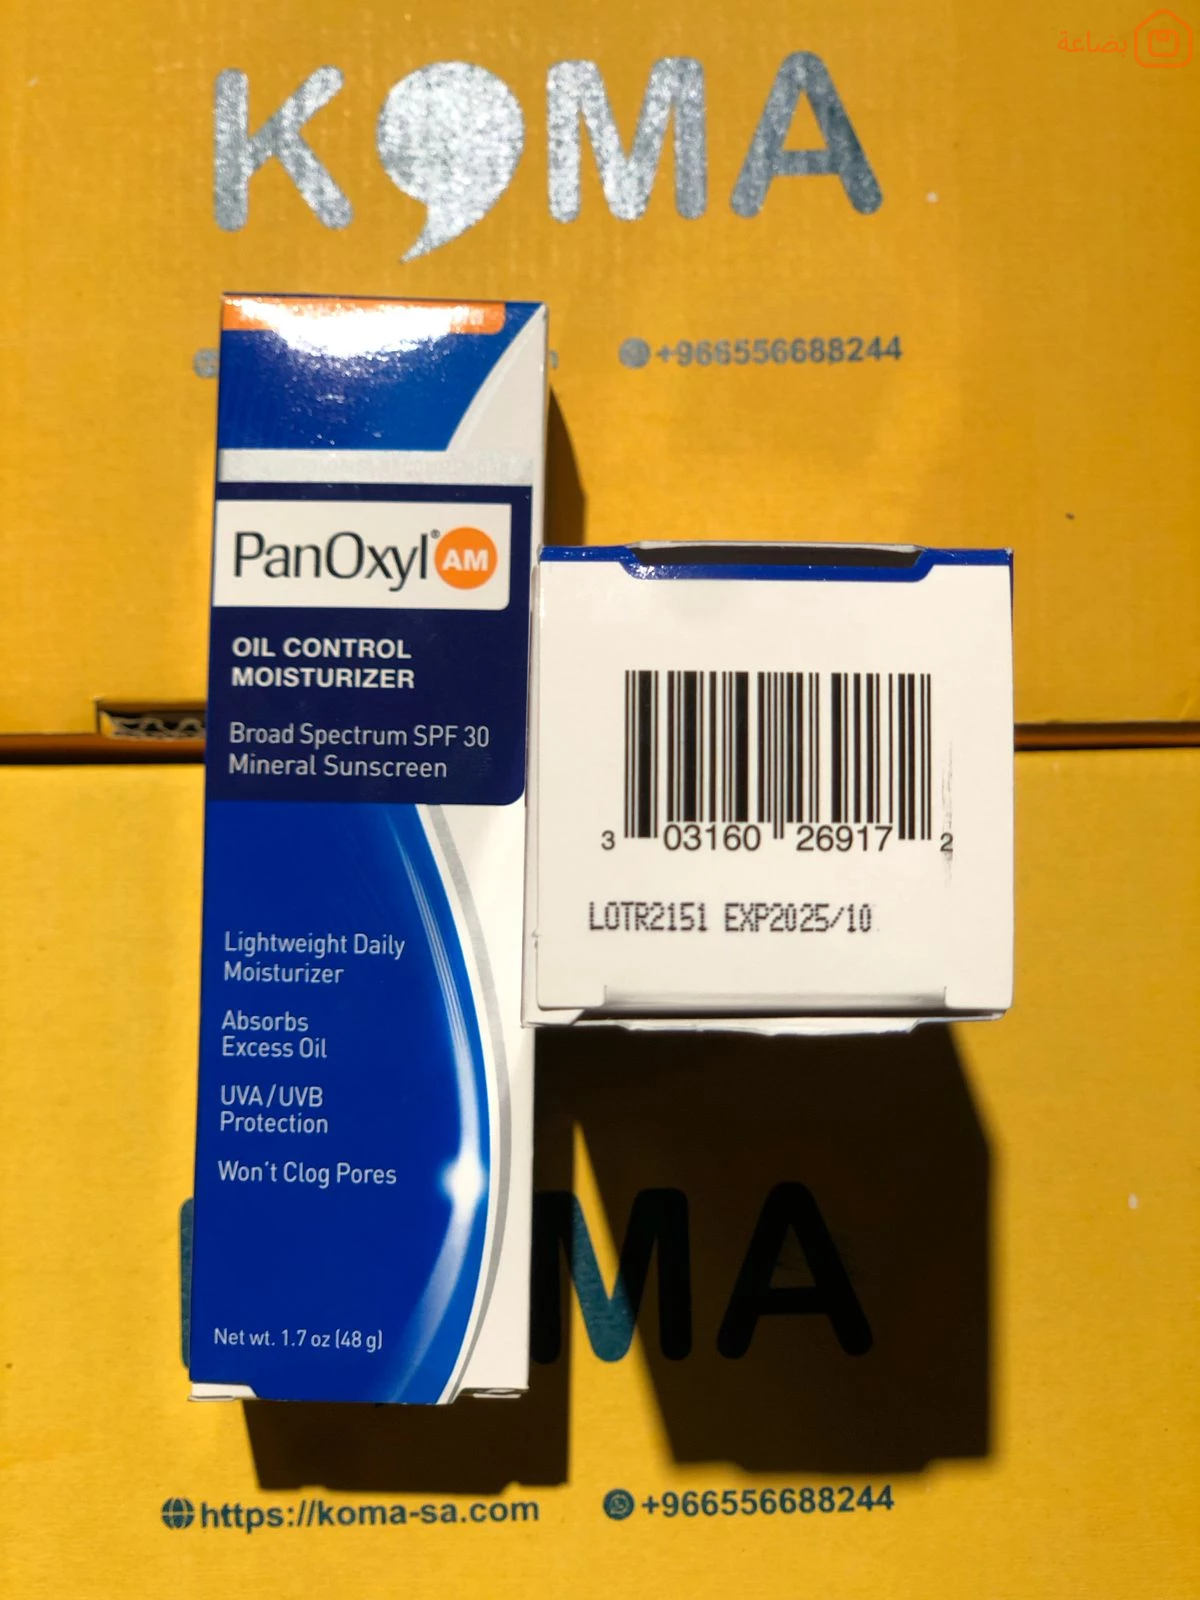 بضاعة
KOMA
+966556688244
PanOxyl® AM
OIL CONTROL
MOISTURIZER
Broad Spectrum SPF 30
Mineral Sunscreen
Lightweight Daily
Moisturizer
Absorbs
Excess Oil
UVA/UVB
Protection
Won't Clog Pores
Net wt. 1.7 oz (48 g)
3 03160 26917 2
LOTR2151 EXP2025/10
MA
https://koma-sa.com
+966556688244